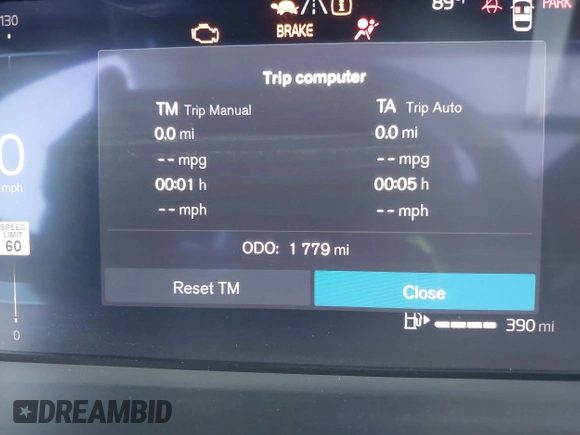 130
89°F
PARK
BRAKE
Trip computer
TM Trip Manual
TA Trip Auto
0.0 mi
0.0 mi
-- mpg
-- mpg
00:01 h
00:05 h
-- mph
-- mph
0
mph
SPEED
LIMIT
60
ODO: 1 779 mi
Reset TM
Close
390 mi
0
DREAMBID